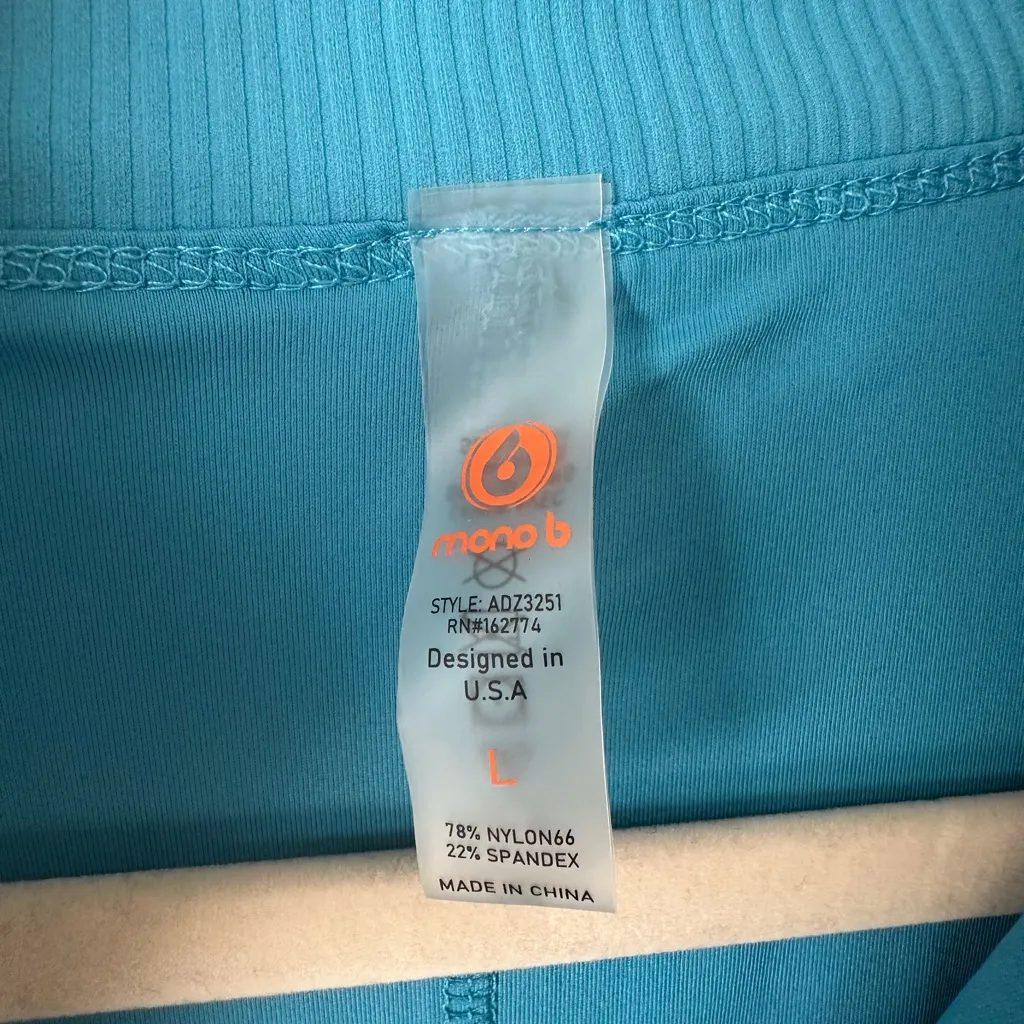 mono b
STYLE: ADZ3251
RN#162774
Designed in
U.S.A
L
78% NYLON66
22% SPANDEX
MADE IN CHINA